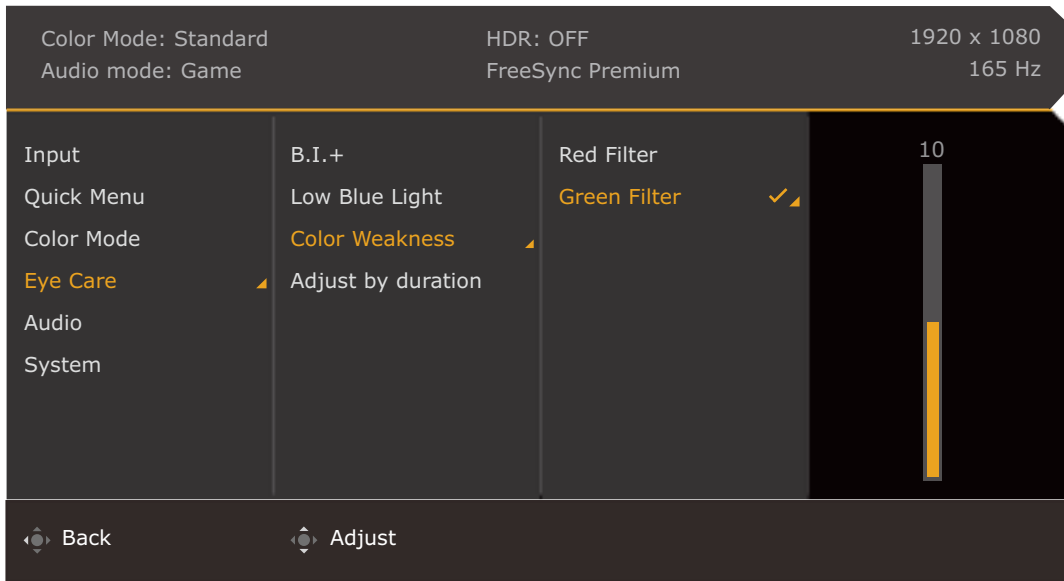 Color Mode: Standard
HDR: OFF
1920 x 1080
Audio mode: Game
FreeSync Premium
165 Hz
Input
Quick Menu
Color Mode
Eye Care
Audio
System
B.I.+
Low Blue Light
Color Weakness
Adjust by duration
Red Filter
Green Filter
10
Back
Adjust